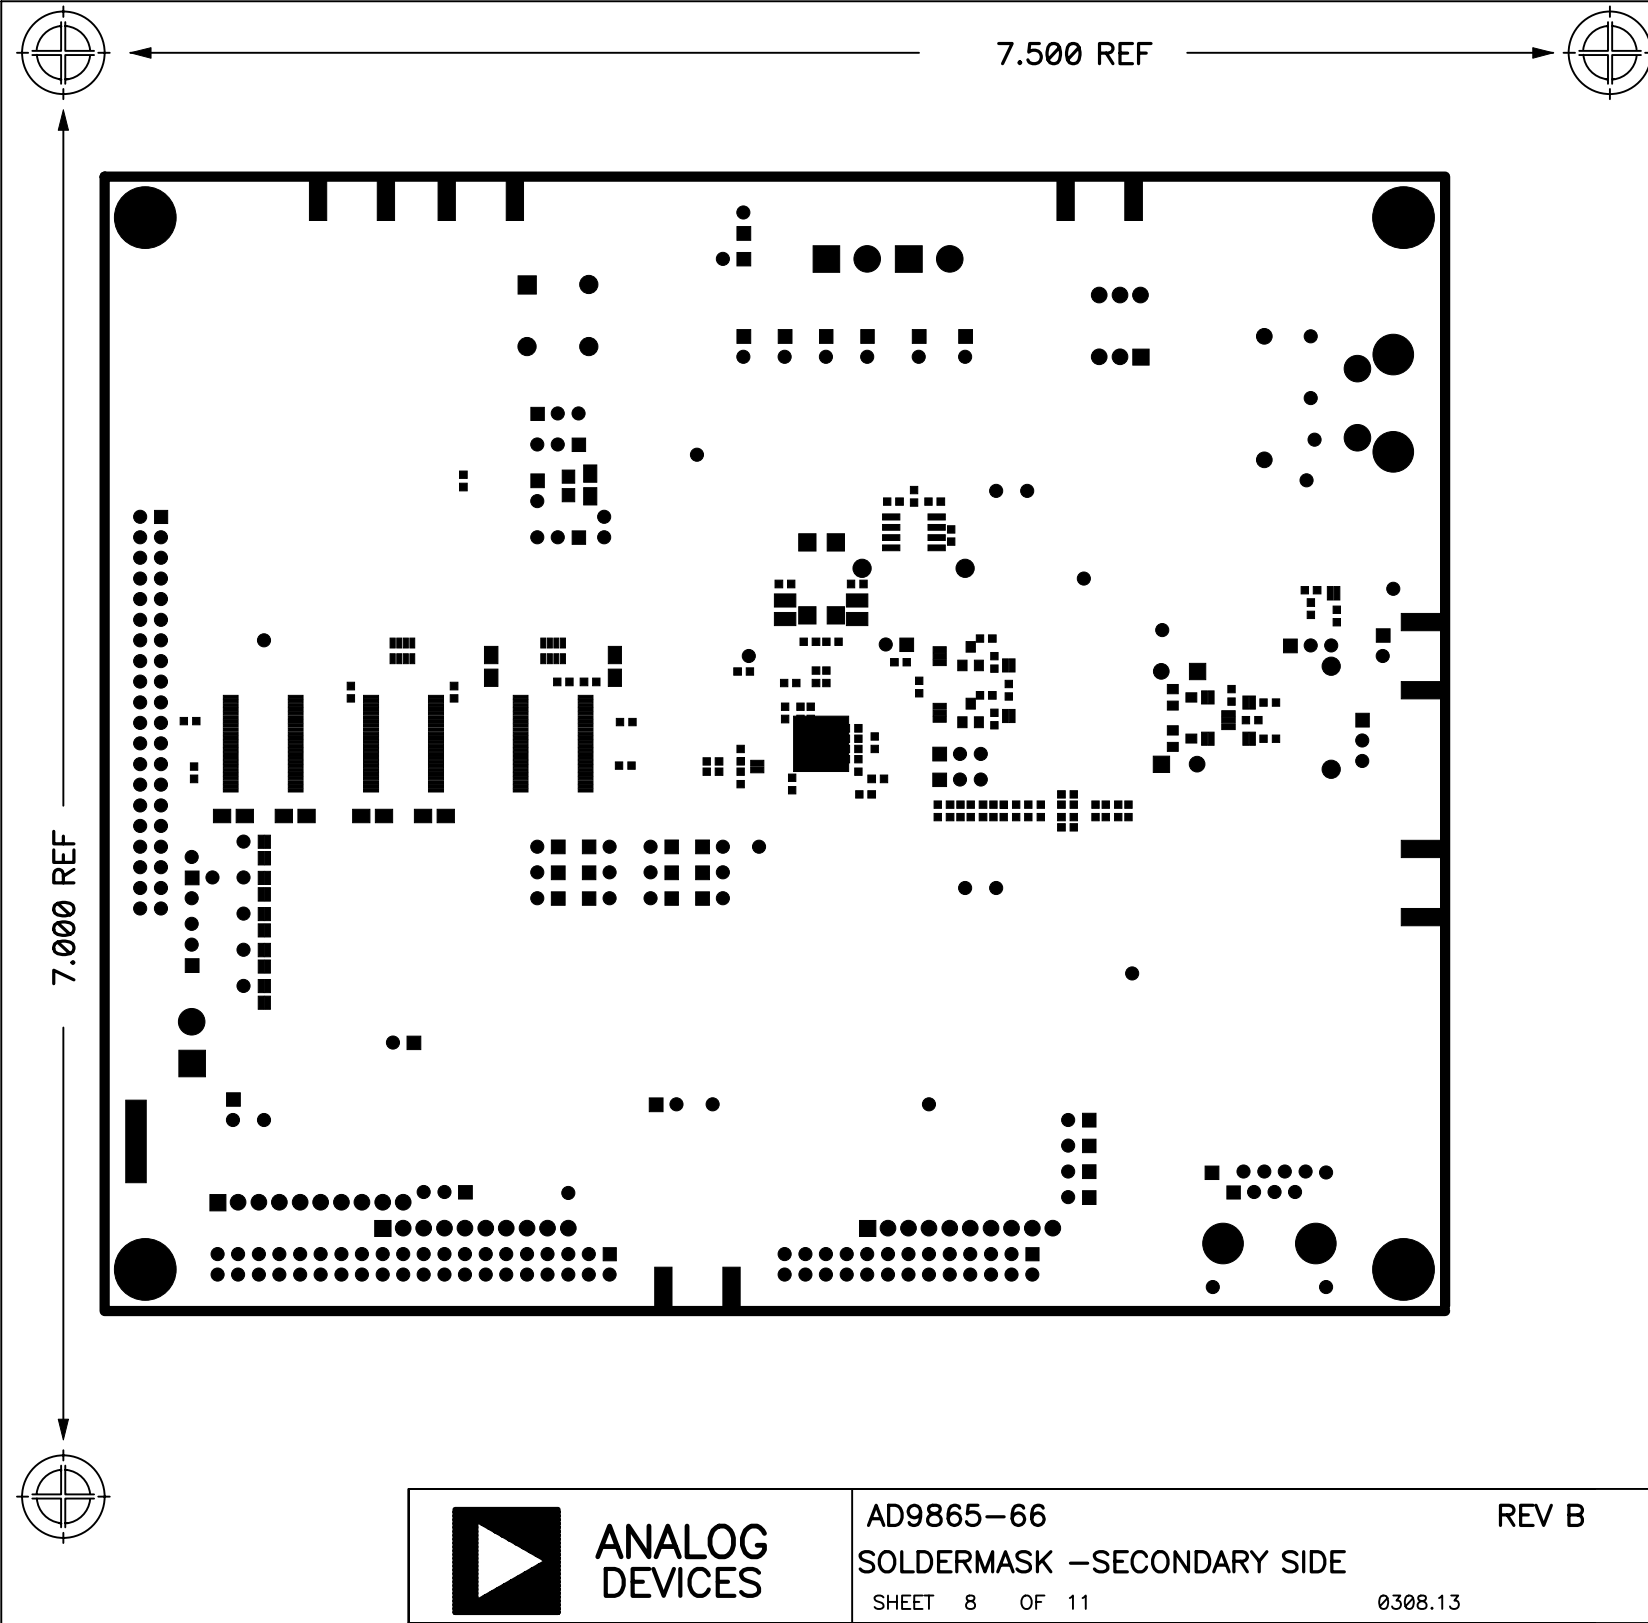 7.500 REF
7.000 REF
ANALOG
DEVICES
AD9865-66 REV B
SOLDERMASK -SECONDARY SIDE
SHEET 8 OF 11 0308.13